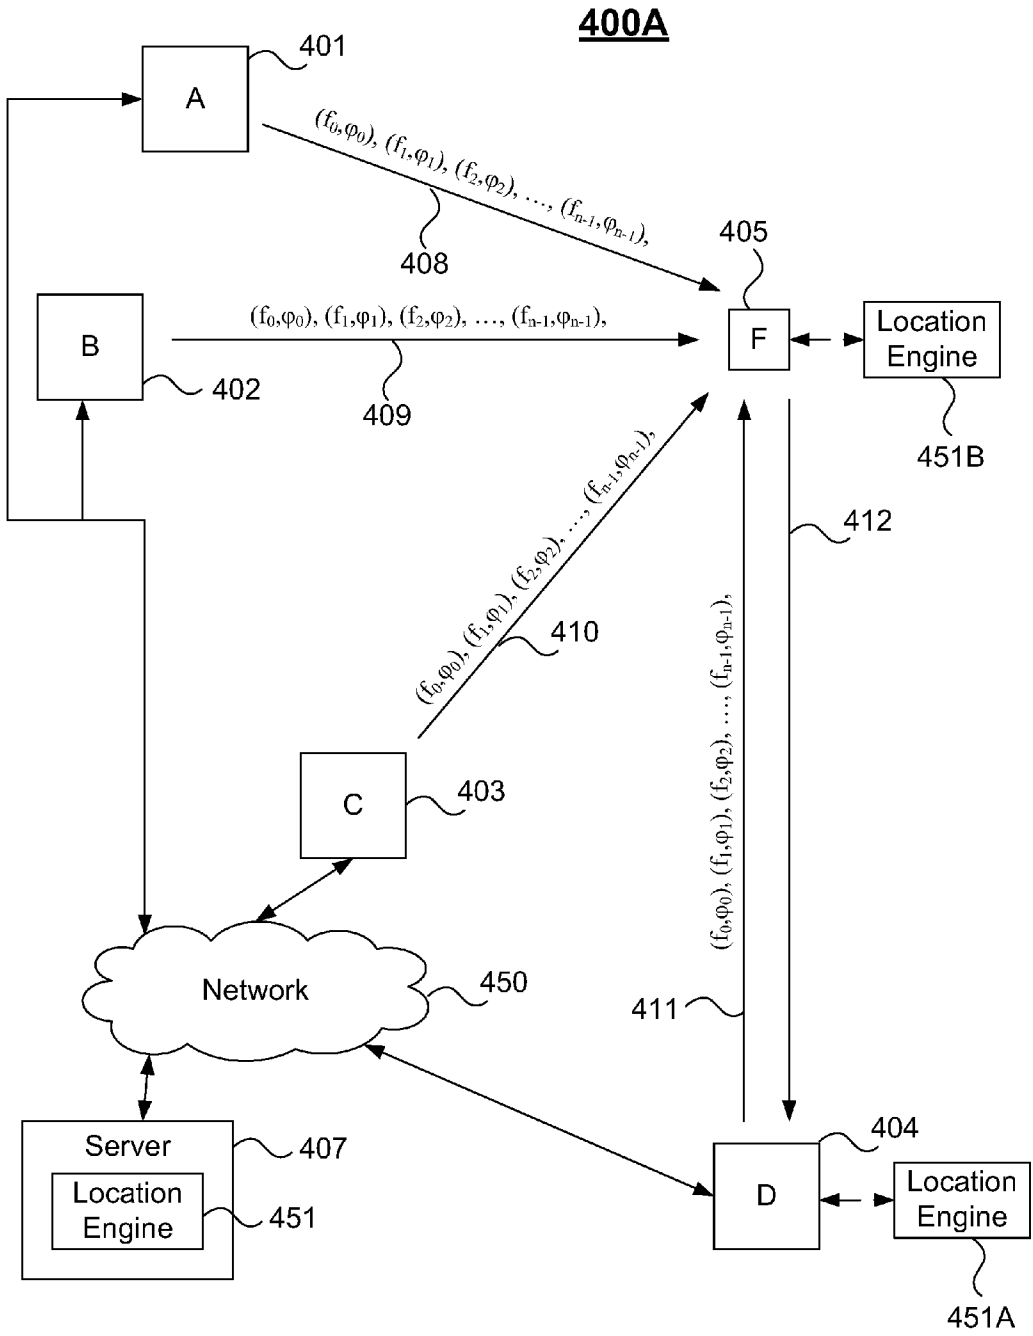 400A
401
A
(f₀,φ₀), (f₁,φ₁), (f₂,φ₂), …, (fₙ₋₁,φₙ₋₁),
408
405
F
Location
Engine
451B
B
402
(f₀,φ₀), (f₁,φ₁), (f₂,φ₂), …, (fₙ₋₁,φₙ₋₁),
409
412
(f₀,φ₀), (f₁,φ₁), (f₂,φ₂), …, (fₙ₋₁,φₙ₋₁),
410
(f₀,φ₀), (f₁,φ₁), (f₂,φ₂), …, (fₙ₋₁,φₙ₋₁),
411
C
403
Network
450
Server
407
Location
Engine
451
D
404
Location
Engine
451A